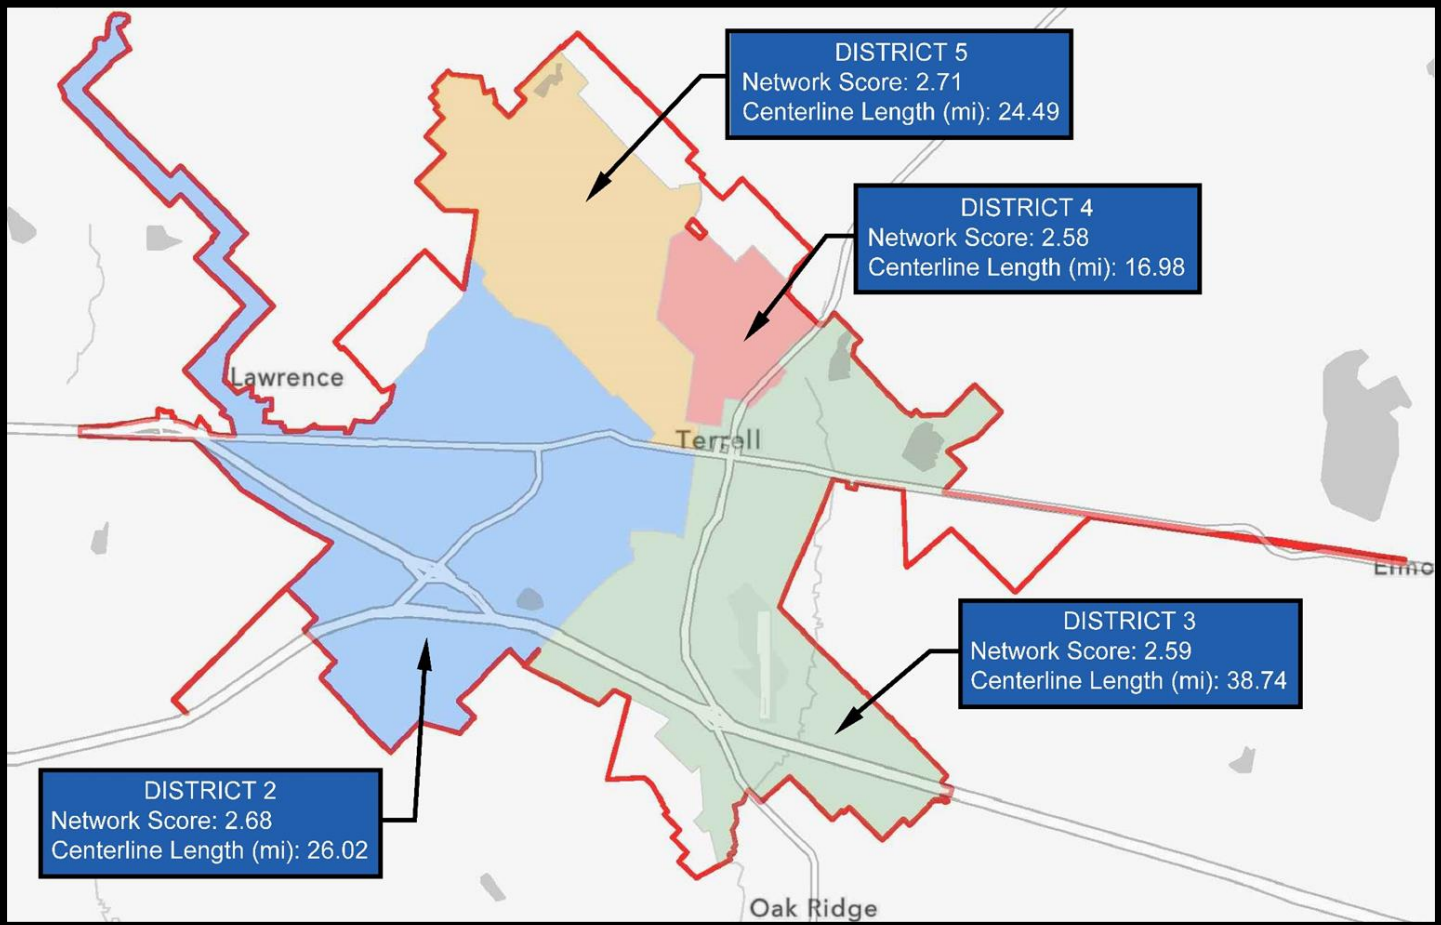 DISTRICT 5
Network Score: 2.71
Centerline Length (mi): 24.49
DISTRICT 4
Network Score: 2.58
Centerline Length (mi): 16.98
Lawrence
Terrell
Elmo
DISTRICT 3
Network Score: 2.59
Centerline Length (mi): 38.74
DISTRICT 2
Network Score: 2.68
Centerline Length (mi): 26.02
Oak Ridge